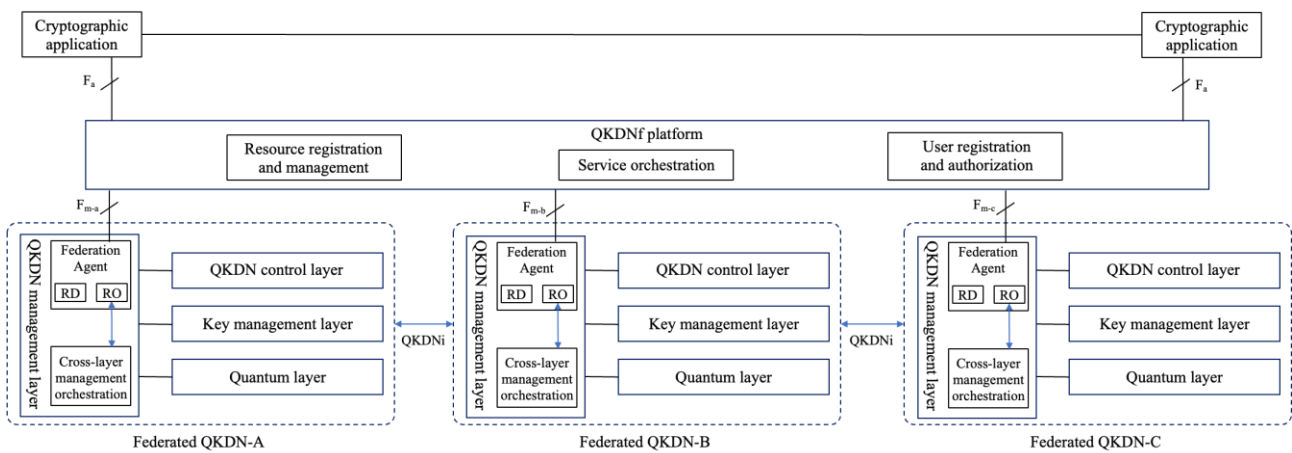 Cryptographic
application
Cryptographic
application
Fa
Fa
QKDNf platform
Resource registration
and management
Service orchestration
User registration
and authorization
Fm-a
Fm-b
Fm-c
QKDN management layer
Federation
Agent
RD
RO
Cross-layer
management
orchestration
QKDN control layer
Key management layer
Quantum layer
QKDNi
QKDN management layer
Federation
Agent
RD
RO
Cross-layer
management
orchestration
QKDN control layer
Key management layer
Quantum layer
QKDNi
QKDN management layer
Federation
Agent
RD
RO
Cross-layer
management
orchestration
QKDN control layer
Key management layer
Quantum layer
Federated QKDN-A
Federated QKDN-B
Federated QKDN-C